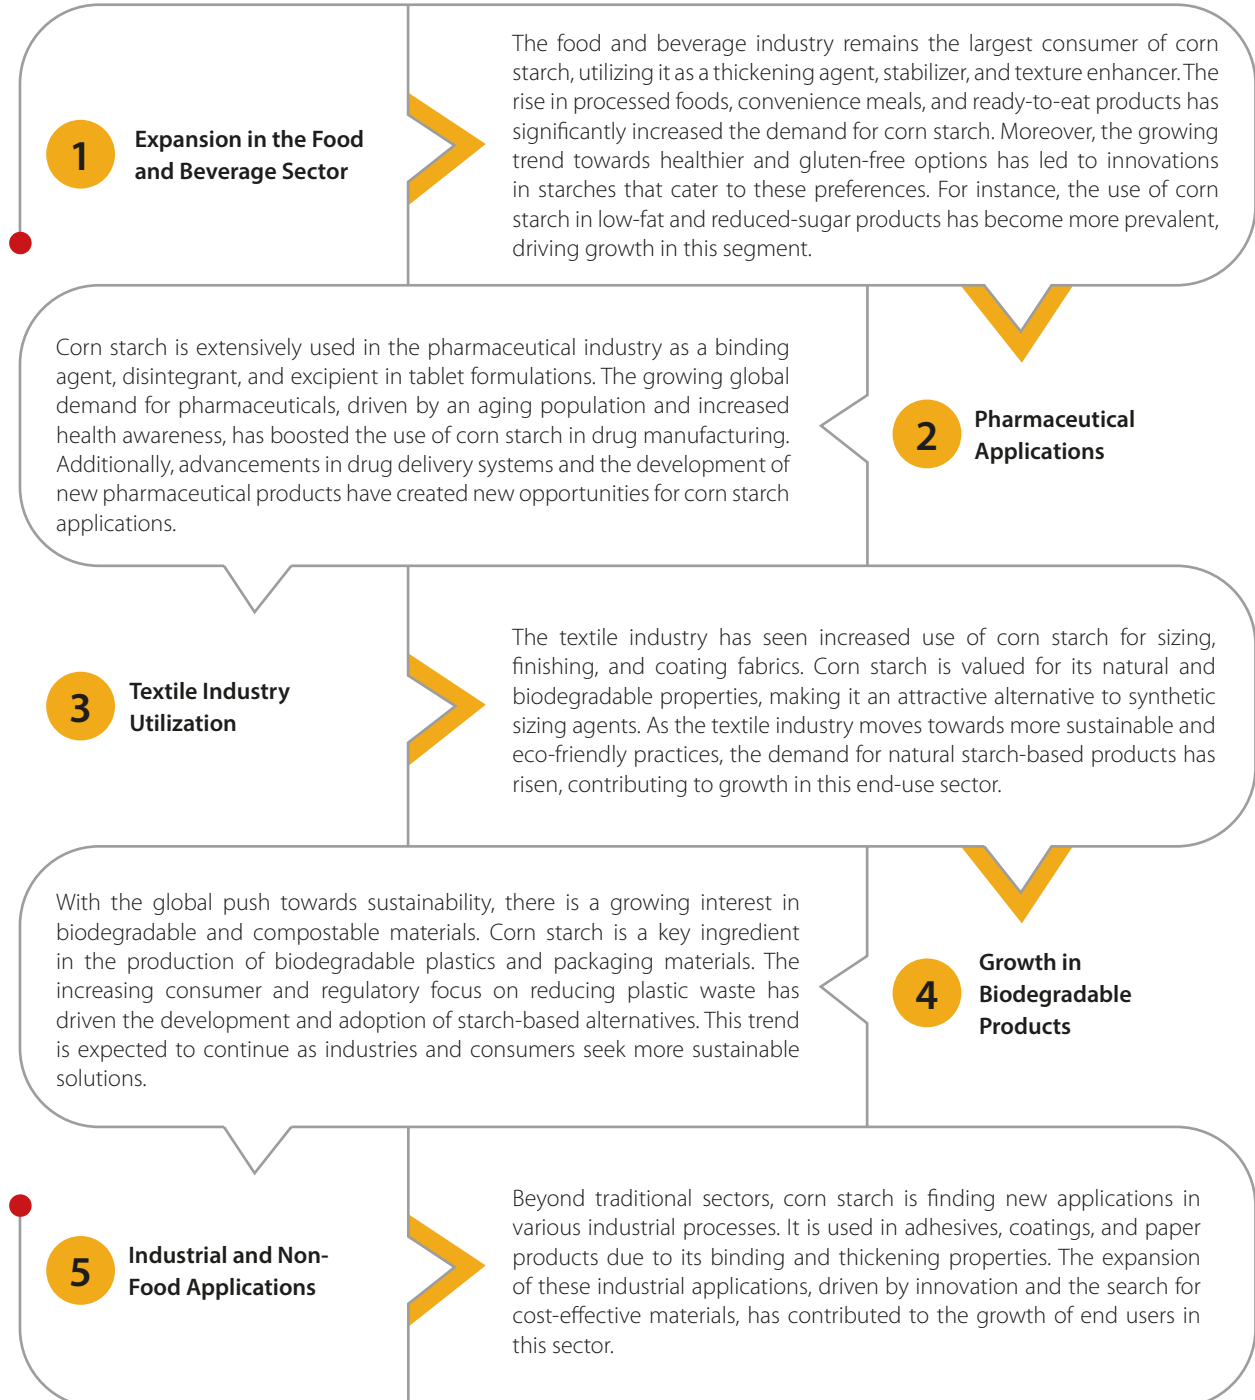 1
Expansion in the Food
and Beverage Sector
The food and beverage industry remains the largest consumer of corn
starch, utilizing it as a thickening agent, stabilizer, and texture enhancer. The
rise in processed foods, convenience meals, and ready-to-eat products has
significantly increased the demand for corn starch. Moreover, the growing
trend towards healthier and gluten-free options has led to innovations
in starches that cater to these preferences. For instance, the use of corn
starch in low-fat and reduced-sugar products has become more prevalent,
driving growth in this segment.
2
Pharmaceutical
Applications
Corn starch is extensively used in the pharmaceutical industry as a binding
agent, disintegrant, and excipient in tablet formulations. The growing global
demand for pharmaceuticals, driven by an aging population and increased
health awareness, has boosted the use of corn starch in drug manufacturing.
Additionally, advancements in drug delivery systems and the development of
new pharmaceutical products have created new opportunities for corn starch
applications.
3
Textile Industry
Utilization
The textile industry has seen increased use of corn starch for sizing,
finishing, and coating fabrics. Corn starch is valued for its natural and
biodegradable properties, making it an attractive alternative to synthetic
sizing agents. As the textile industry moves towards more sustainable and
eco-friendly practices, the demand for natural starch-based products has
risen, contributing to growth in this end-use sector.
4
Growth in
Biodegradable
Products
With the global push towards sustainability, there is a growing interest in
biodegradable and compostable materials. Corn starch is a key ingredient
in the production of biodegradable plastics and packaging materials. The
increasing consumer and regulatory focus on reducing plastic waste has
driven the development and adoption of starch-based alternatives. This trend
is expected to continue as industries and consumers seek more sustainable
solutions.
5
Industrial and Non-
Food Applications
Beyond traditional sectors, corn starch is finding new applications in
various industrial processes. It is used in adhesives, coatings, and paper
products due to its binding and thickening properties. The expansion
of these industrial applications, driven by innovation and the search for
cost-effective materials, has contributed to the growth of end users in
this sector.